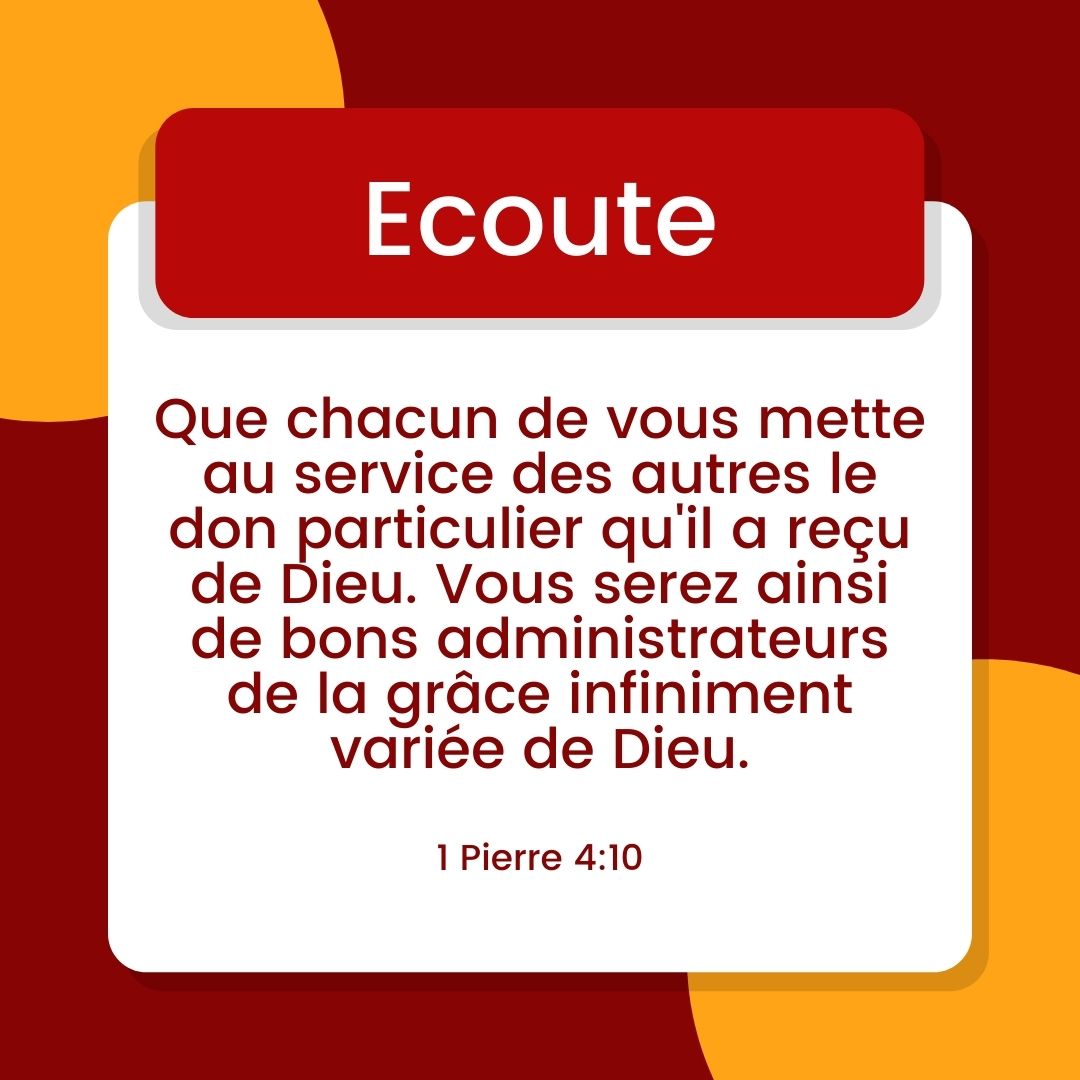 Ecoute
Que chacun de vous mette
au service des autres le
don particulier qu'il a reçu
de Dieu. Vous serez ainsi
de bons administrateurs
de la grâce infiniment
variée de Dieu.
1 Pierre 4:10